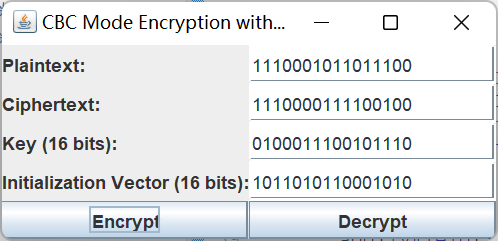 CBC Mode Encryption with...
Plaintext: 1110001011011100
Ciphertext: 1110000111100100
Key (16 bits): 0100011100101110
Initialization Vector (16 bits): 1011010110001010
Encrypt Decrypt